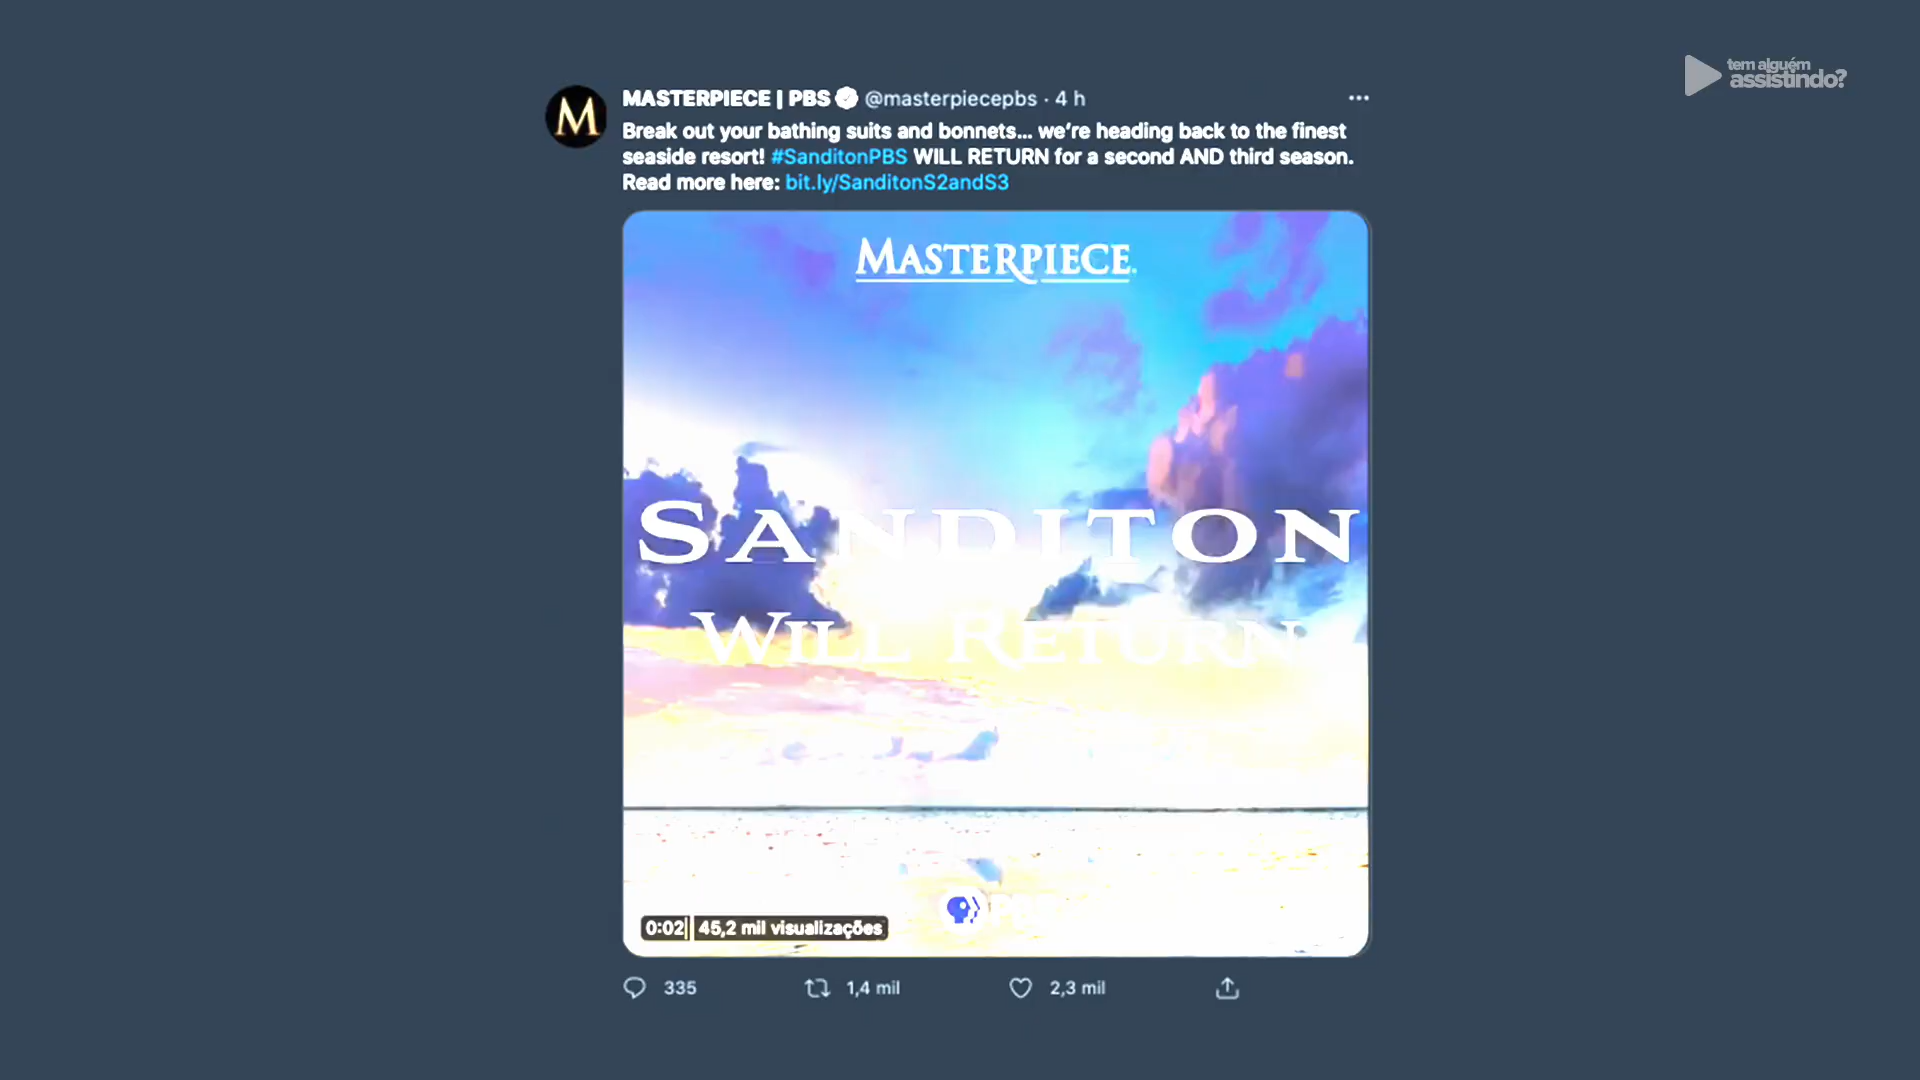 tem alguém
assistindo?
M
MASTERPIECE | PBS @masterpiecepbs · 4 h
Break out your bathing suits and bonnets... we're heading back to the finest
seaside resort! #SanditonPBS WILL RETURN for a second AND third season.
Read more here: bit.ly/SanditonS2andS3
MASTERPIECE.
SANDITON
WILL RETURN
PBS
0:02 45,2 mil visualizações
335 1,4 mil 2,3 mil